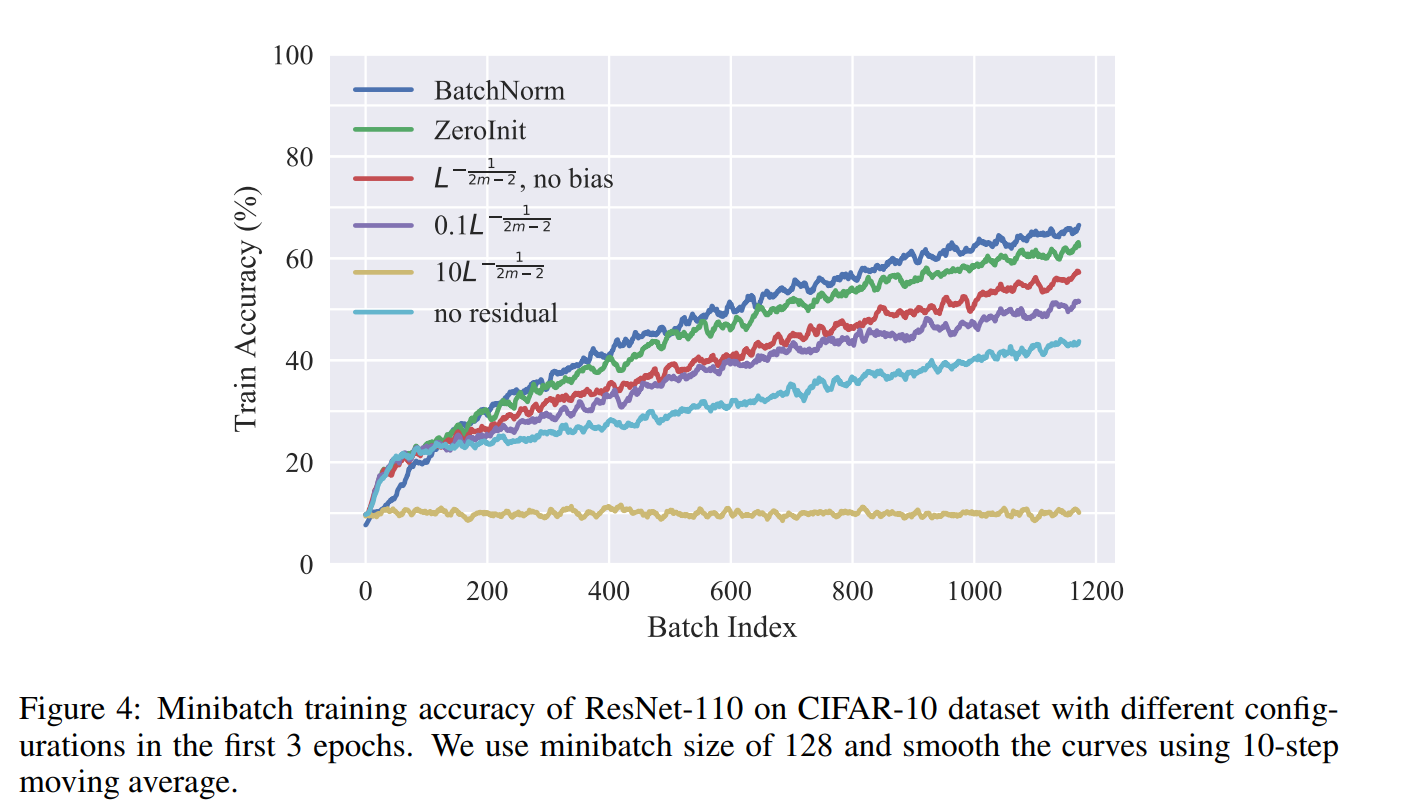 100
80
60
40
20
0
Train Accuracy (%)
BatchNorm
ZeroInit
L^{-\frac{1}{2m-2}}, no bias
0.1L^{-\frac{1}{2m-2}}
10L^{-\frac{1}{2m-2}}
no residual
0 200 400 600 800 1000 1200
Batch Index
Figure 4: Minibatch training accuracy of ResNet-110 on CIFAR-10 dataset with different config-
urations in the first 3 epochs. We use minibatch size of 128 and smooth the curves using 10-step
moving average.